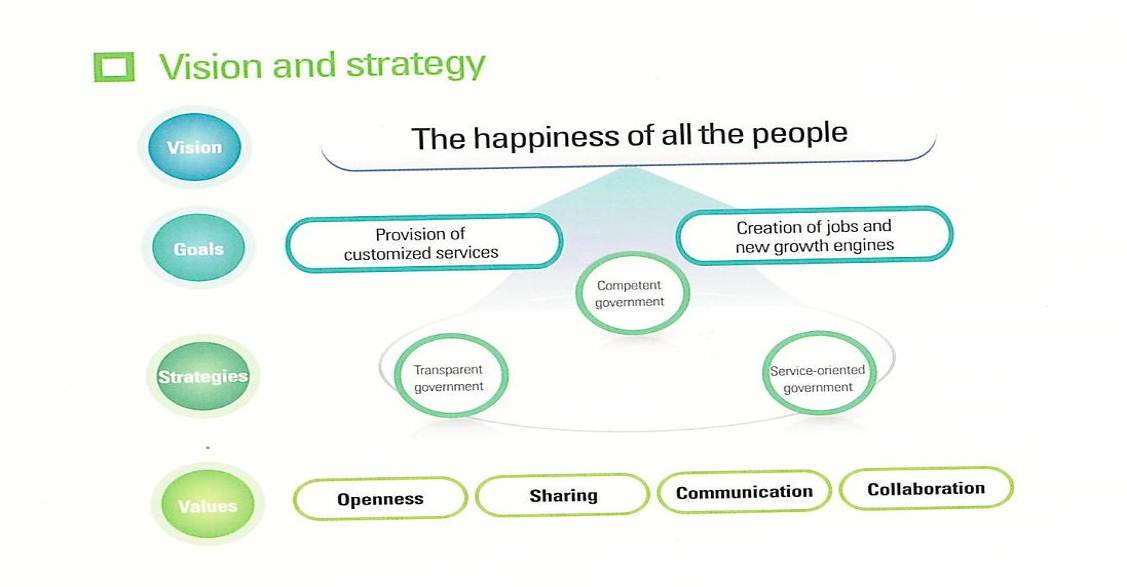 Vision and strategy
Vision
The happiness of all the people
Goals
Provision of
customized services
Creation of jobs and
new growth engines
Competent
government
Strategies
Transparent
government
Service-oriented
government
Values
Openness
Sharing
Communication
Collaboration